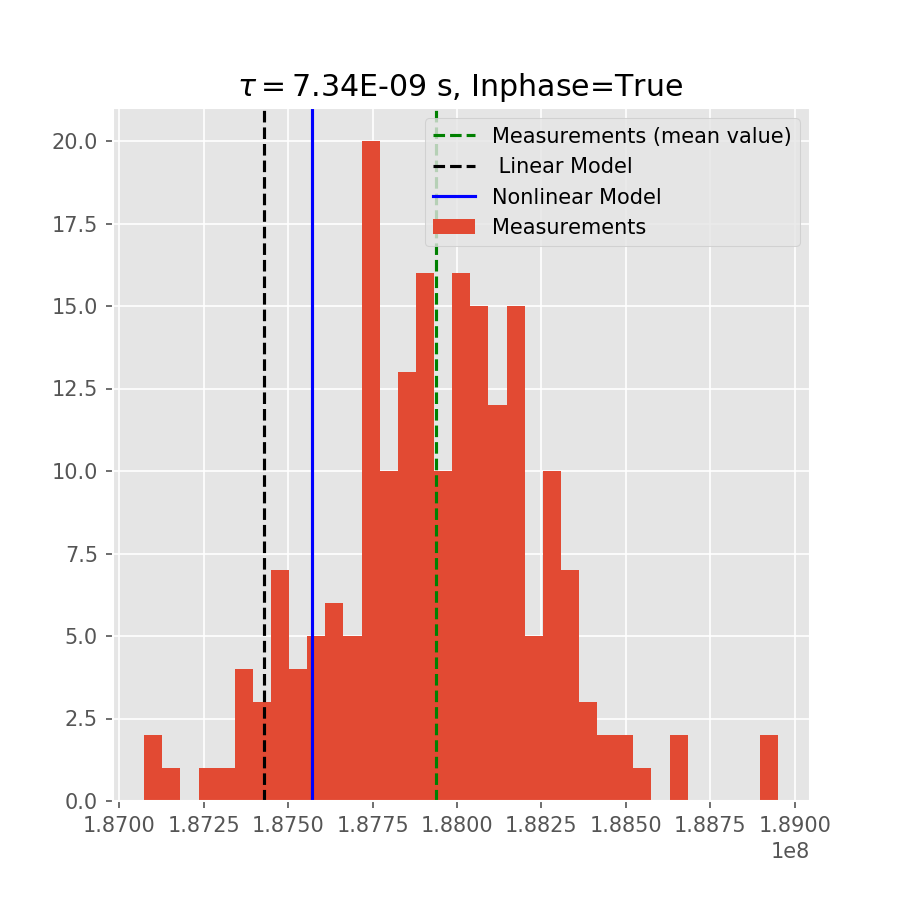 τ = 7.34E-09 s, Inphase=True
Measurements (mean value)
Linear Model
Nonlinear Model
Measurements
20.0
17.5
15.0
12.5
10.0
7.5
5.0
2.5
0.0
1.8700 1.8725 1.8750 1.8775 1.8800 1.8825 1.8850 1.8875 1.8900
1e8